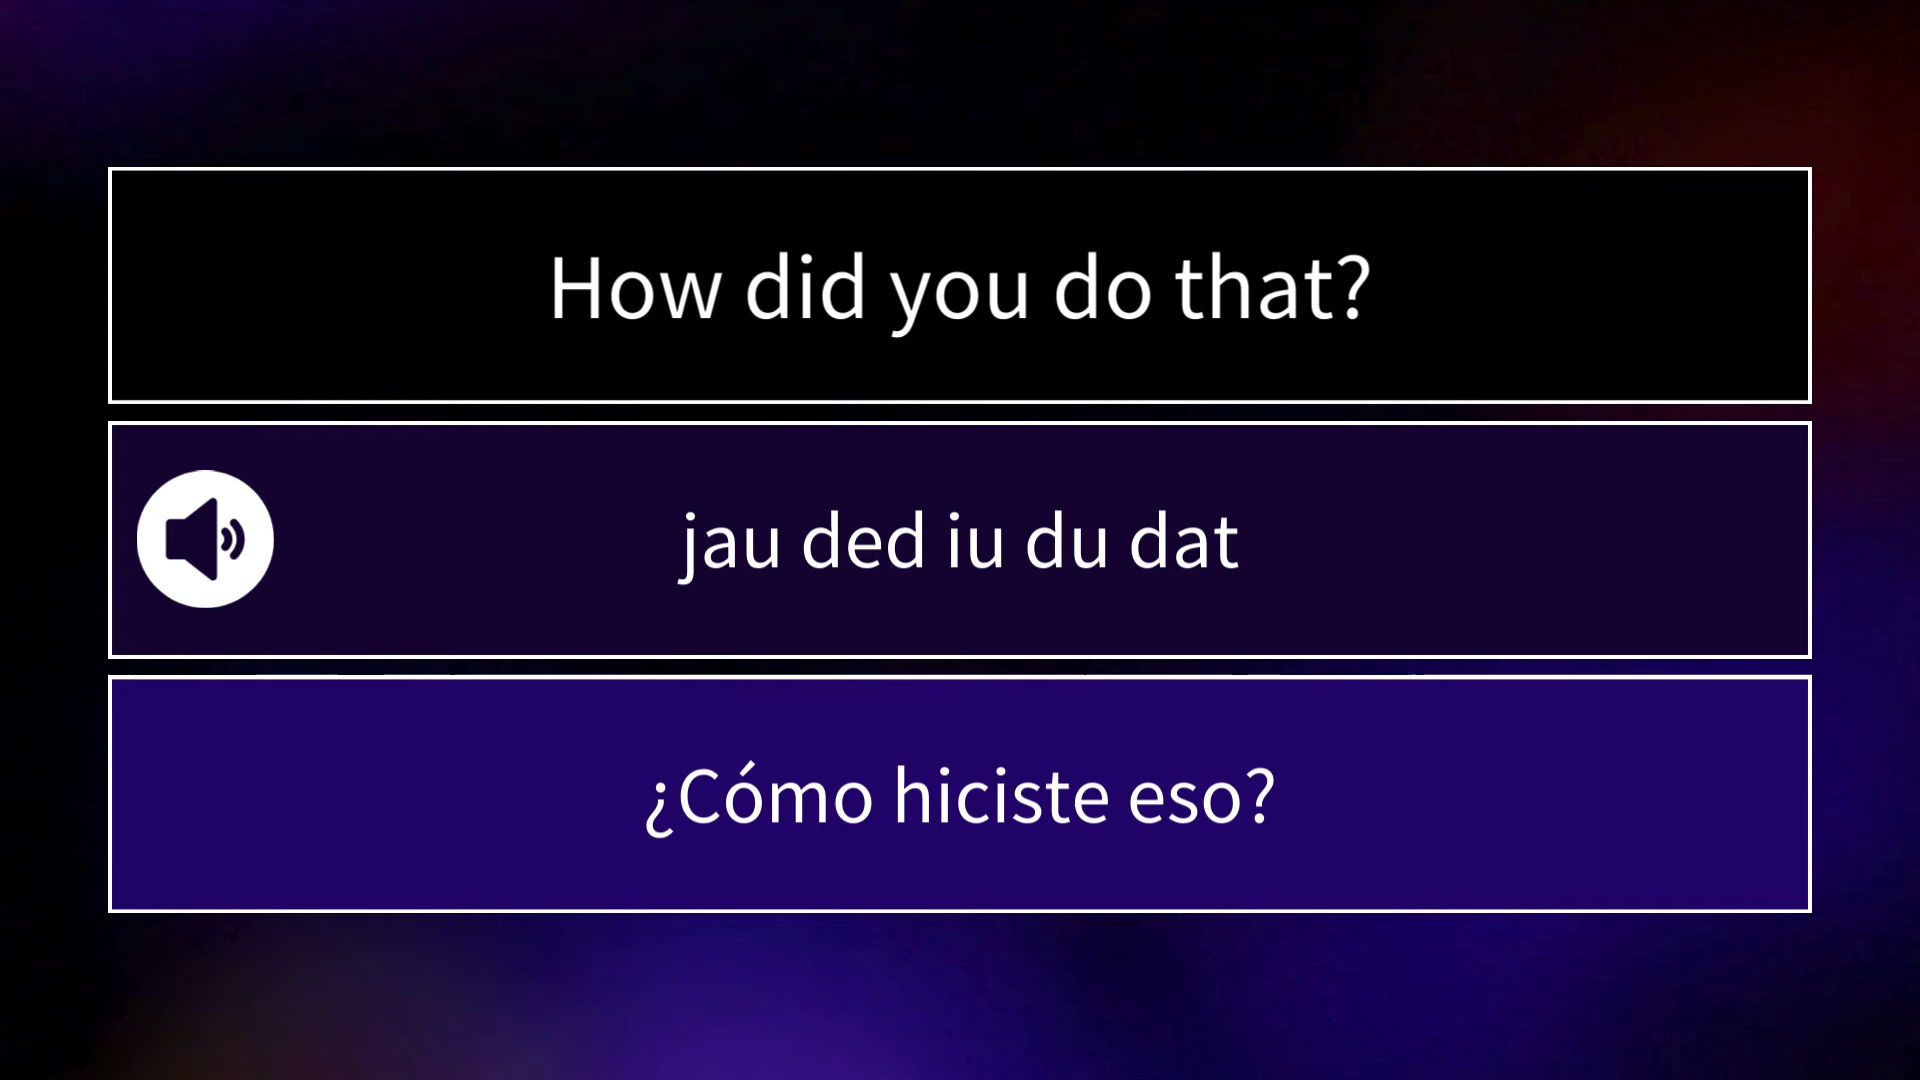 How did you do that?
jau ded iu du dat
¿Cómo hiciste eso?